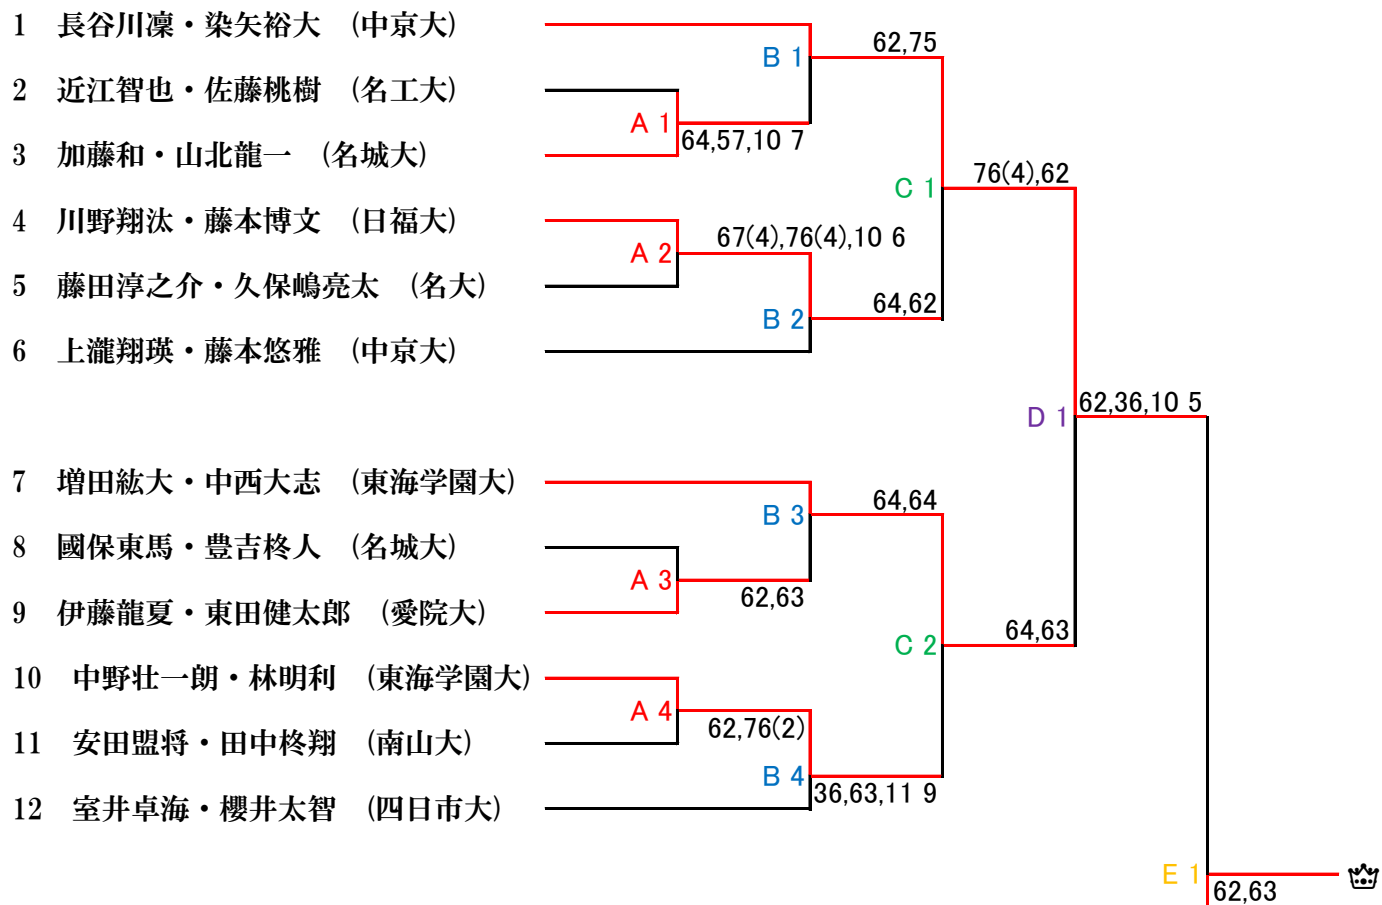 1 長谷川凜・染矢裕大 (中京大)
62,75
B 1
2 近江智也・佐藤桃樹 (名工大)
A 1
64,57,10 7
3 加藤和・山北龍一 (名城大)
76(4),62
C 1
4 川野翔汰・藤本博文 (日福大)
67(4),76(4),10 6
A 2
5 藤田淳之介・久保嶋亮太 (名大)
64,62
B 2
6 上瀧翔瑛・藤本悠雅 (中京大)
62,36,10 5
D 1
7 増田紘大・中西大志 (東海学園大)
64,64
B 3
8 國保東馬・豊吉柊人 (名城大)
A 3
62,63
9 伊藤龍夏・東田健太郎 (愛院大)
64,63
C 2
10 中野壮一朗・林明利 (東海学園大)
A 4
62,76(2)
11 安田盟将・田中柊翔 (南山大)
B 4
36,63,11 9
12 室井卓海・櫻井太智 (四日市大)
E 1
62,63